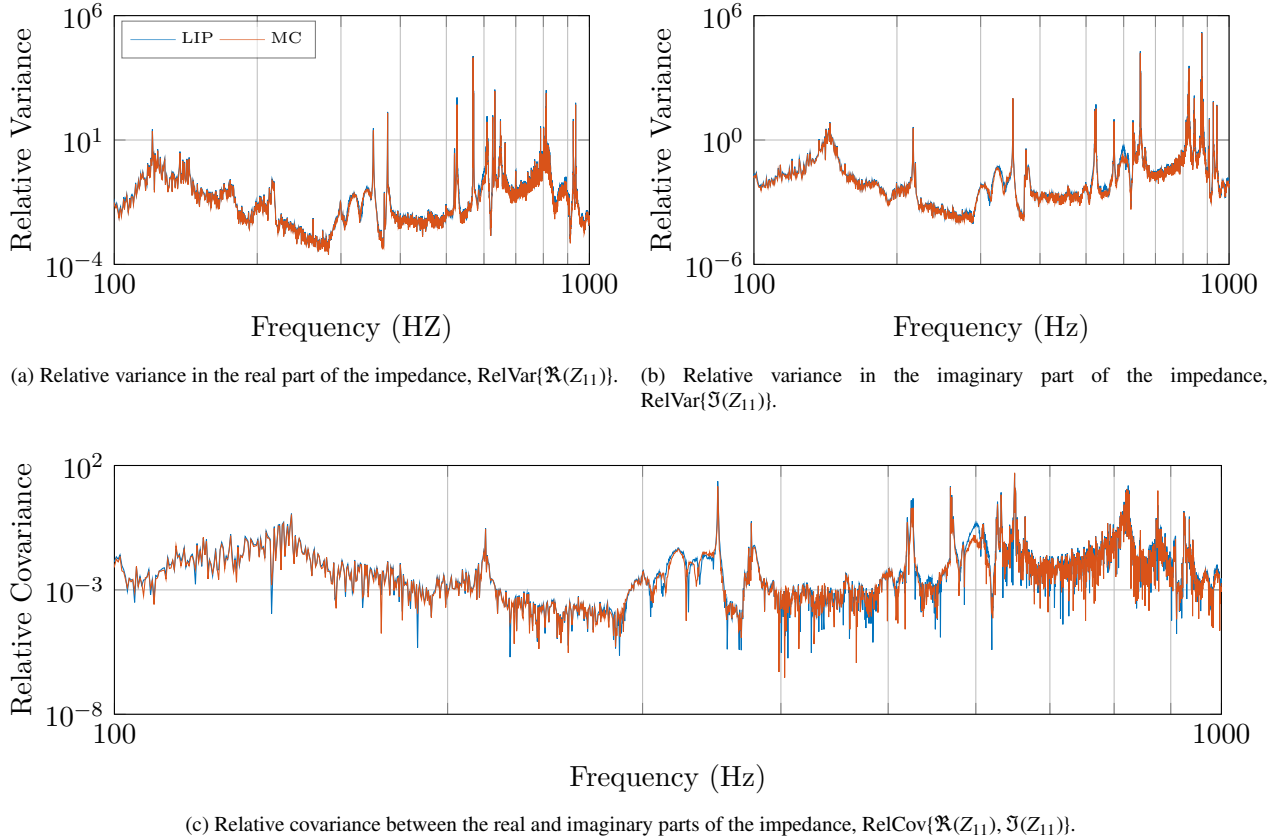 10^6
LIP MC
10^1
10^−4
Relative Variance
100 1000
Frequency (HZ)
(a) Relative variance in the real part of the impedance, RelVar{ℜ(Z₁₁)}.
10^6
10^0
10^−6
Relative Variance
100 1000
Frequency (Hz)
(b) Relative variance in the imaginary part of the impedance,
RelVar{ℑ(Z₁₁)}.
10^2
10^−3
10^−8
Relative Covariance
100 1000
Frequency (Hz)
(c) Relative covariance between the real and imaginary parts of the impedance, RelCov{ℜ(Z₁₁), ℑ(Z₁₁)}.